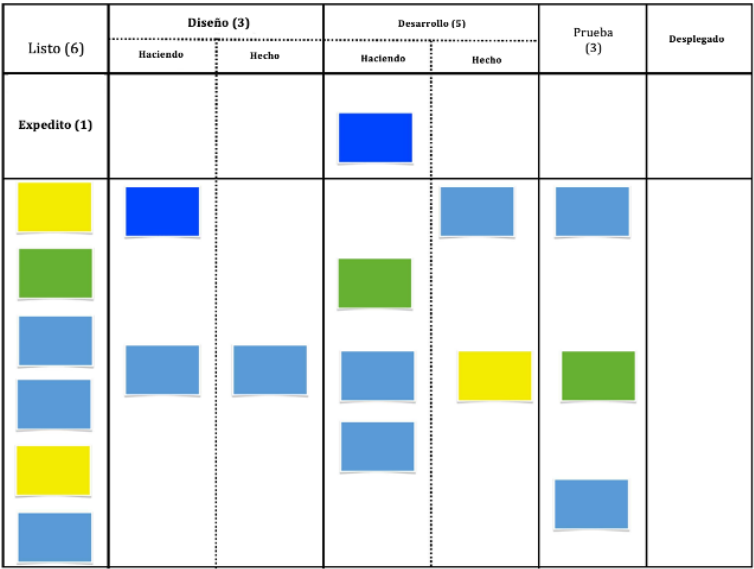 Listo (6)
Diseño (3)
Desarrollo (5)
Prueba
(3)
Desplegado
Haciendo
Hecho
Haciendo
Hecho
Expedito (1)